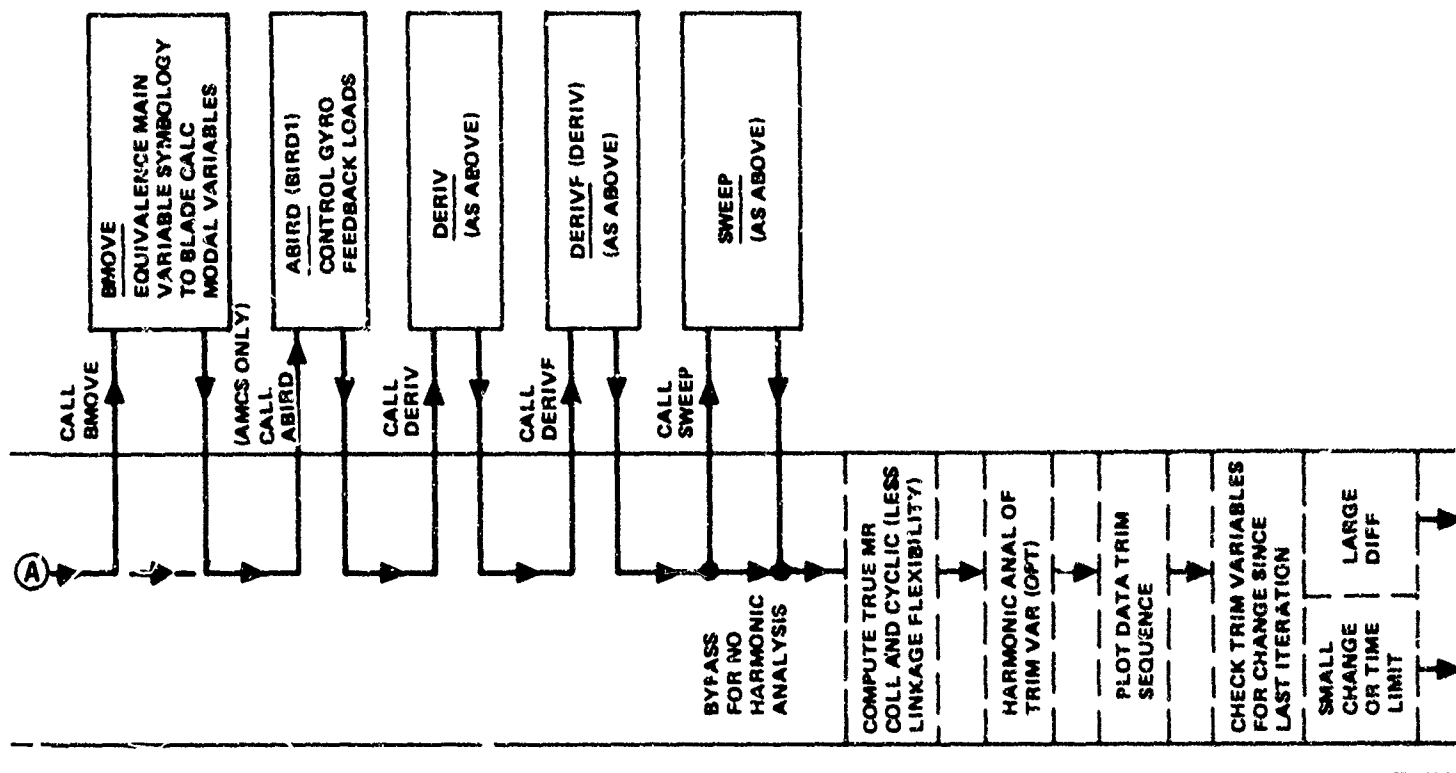 A
CALL
BMOVE
BMOVE
EQUIVALENCE MAIN
VARIABLE SYMBOLOGY
TO BLADE CALC
MODAL VARIABLES
(AMCS ONLY)
CALL
ABIRD
ABIRD (BIRD1)
CONTROL GYRO
FEEDBACK LOADS
CALL
DERIV
DERIV
(AS ABOVE)
CALL
DERIVF
DERIVF (DERIV)
(AS ABOVE)
CALL
SWEEP
SWEEP
(AS ABOVE)
BYPASS
FOR NO
HARMONIC
ANALYSIS
COMPUTE TRUE MR
COLL AND CYCLIC (LESS
LINKAGE FLEXIBILITY)
HARMONIC ANAL OF
TRIM VAR (OPT)
PLOT DATA TRIM
SEQUENCE
CHECK TRIM VARIABLES
FOR CHANGE SINCE
LAST ITERATION
SMALL
CHANGE
OR TIME
LIMIT
LARGE
DIFF